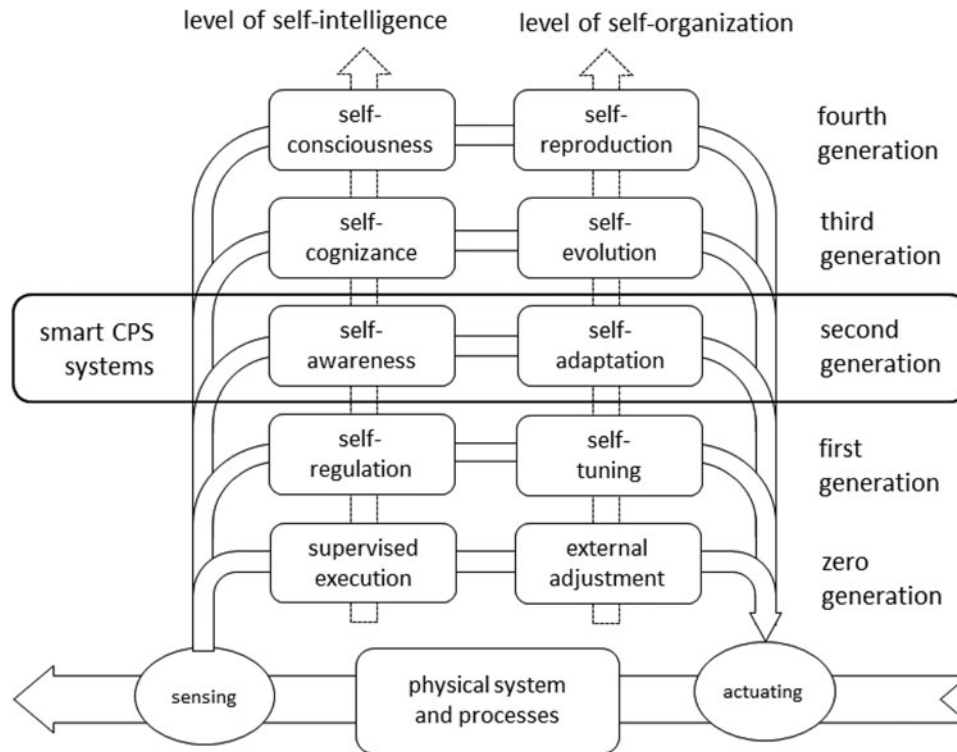 level of self-intelligence
level of self-organization
self-
consciousness
self-
reproduction
fourth
generation
self-
cognizance
self-
evolution
third
generation
smart CPS
systems
self-
awareness
self-
adaptation
second
generation
self-
regulation
self-
tuning
first
generation
supervised
execution
external
adjustment
zero
generation
sensing
physical system
and processes
actuating